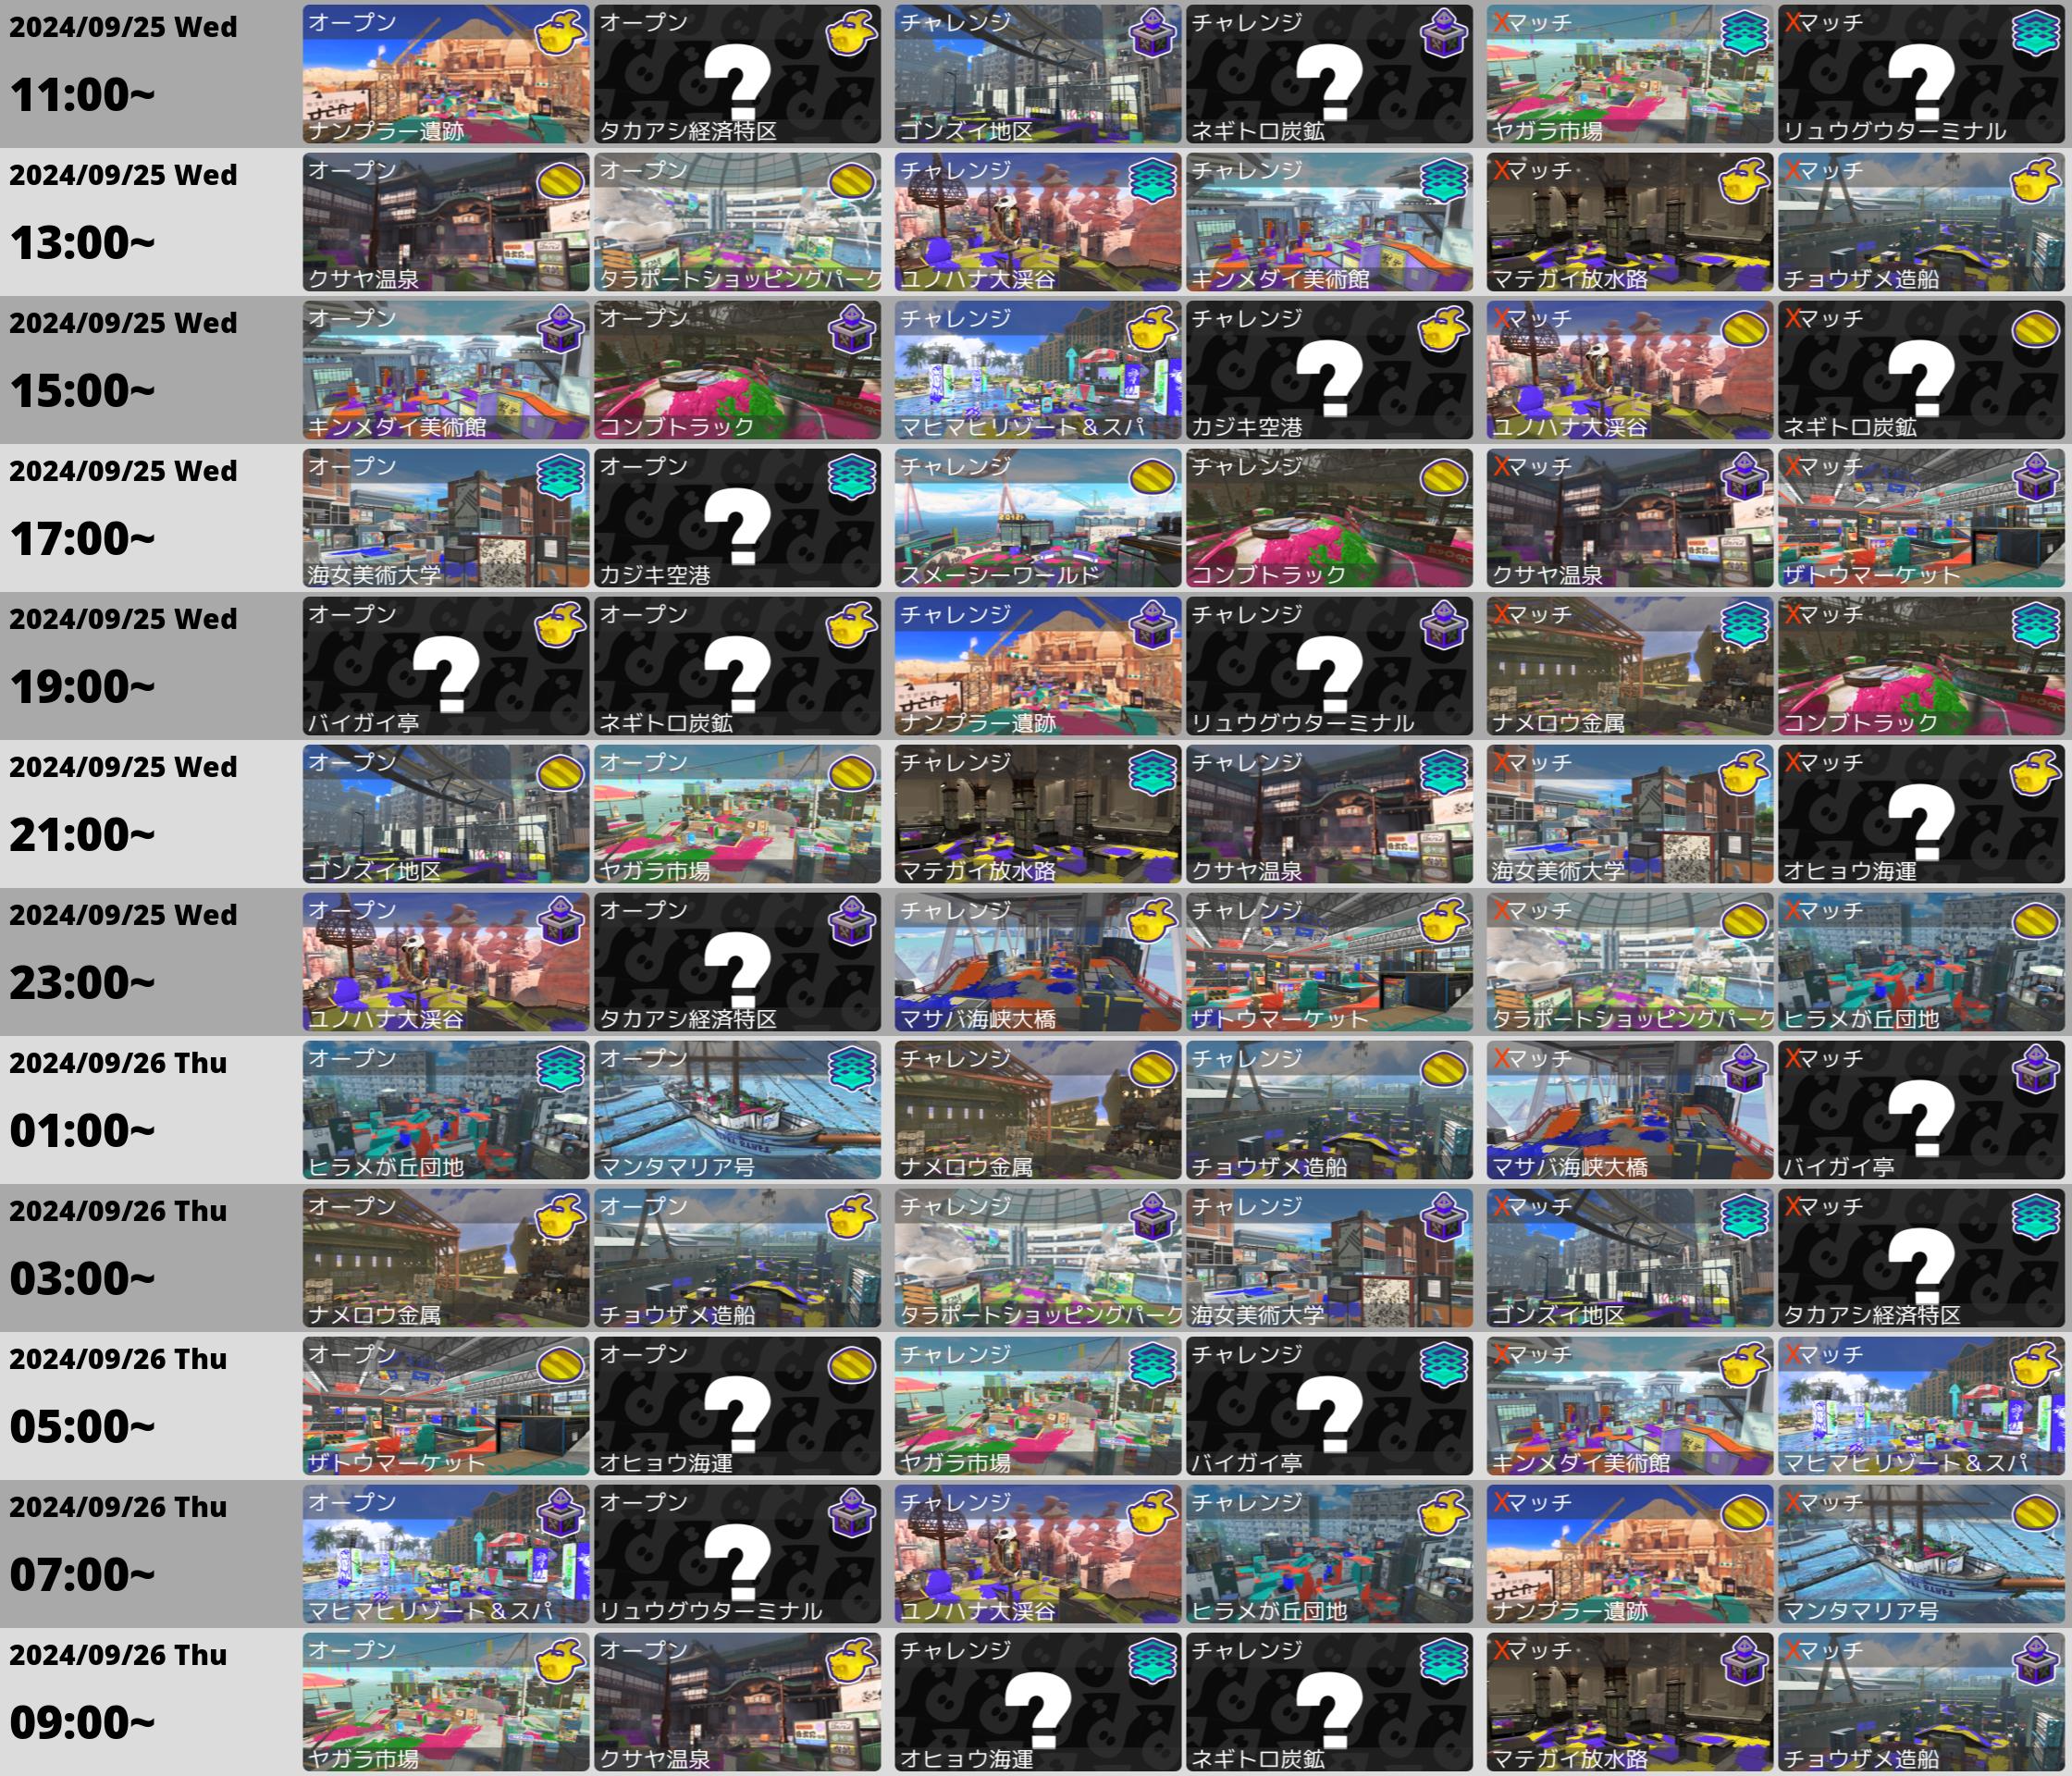 2024/09/25 Wed
11:00~
オープン オープン チャレンジ チャレンジ Xマッチ Xマッチ
ナンプラー遺跡 タカアシ経済特区 ゴンズイ地区 ネギトロ炭鉱 ヤガラ市場 リュウグウターミナル
2024/09/25 Wed
13:00~
オープン オープン チャレンジ チャレンジ Xマッチ Xマッチ
クサヤ温泉 タラポートショッピングパーク ユノハナ大渓谷 キンメダイ美術館 マテガイ放水路 チョウザメ造船
2024/09/25 Wed
15:00~
オープン オープン チャレンジ チャレンジ Xマッチ Xマッチ
キンメダイ美術館 コンブトラック マヒマヒリゾート&スパ カジキ空港 ユノハナ大渓谷 ネギトロ炭鉱
2024/09/25 Wed
17:00~
オープン オープン チャレンジ チャレンジ Xマッチ Xマッチ
海女美術大学 カジキ空港 スメーシーワールド コンブトラック クサヤ温泉 ザトウマーケット
2024/09/25 Wed
19:00~
オープン オープン チャレンジ チャレンジ Xマッチ Xマッチ
バイガイ亭 ネギトロ炭鉱 ナンプラー遺跡 リュウグウターミナル ナメロウ金属 コンブトラック
2024/09/25 Wed
21:00~
オープン オープン チャレンジ チャレンジ Xマッチ Xマッチ
ゴンズイ地区 ヤガラ市場 マテガイ放水路 クサヤ温泉 海女美術大学 オヒョウ海運
2024/09/25 Wed
23:00~
オープン オープン チャレンジ チャレンジ Xマッチ Xマッチ
ユノハナ大渓谷 タカアシ経済特区 マサバ海峡大橋 ザトウマーケット タラポートショッピングパーク ヒラメが丘団地
2024/09/26 Thu
01:00~
オープン オープン チャレンジ チャレンジ Xマッチ Xマッチ
ヒラメが丘団地 マンタマリア号 ナメロウ金属 チョウザメ造船 マサバ海峡大橋 バイガイ亭
2024/09/26 Thu
03:00~
オープン オープン チャレンジ チャレンジ Xマッチ Xマッチ
ナメロウ金属 チョウザメ造船 タラポートショッピングパーク 海女美術大学 ゴンズイ地区 タカアシ経済特区
2024/09/26 Thu
05:00~
オープン オープン チャレンジ チャレンジ Xマッチ Xマッチ
ザトウマーケット オヒョウ海運 ヤガラ市場 バイガイ亭 キンメダイ美術館 マヒマヒリゾート&スパ
2024/09/26 Thu
07:00~
オープン オープン チャレンジ チャレンジ Xマッチ Xマッチ
マヒマヒリゾート&スパ リュウグウターミナル ユノハナ大渓谷 ヒラメが丘団地 ナンプラー遺跡 マンタマリア号
2024/09/26 Thu
09:00~
オープン オープン チャレンジ チャレンジ Xマッチ Xマッチ
ヤガラ市場 クサヤ温泉 オヒョウ海運 ネギトロ炭鉱 マテガイ放水路 チョウザメ造船